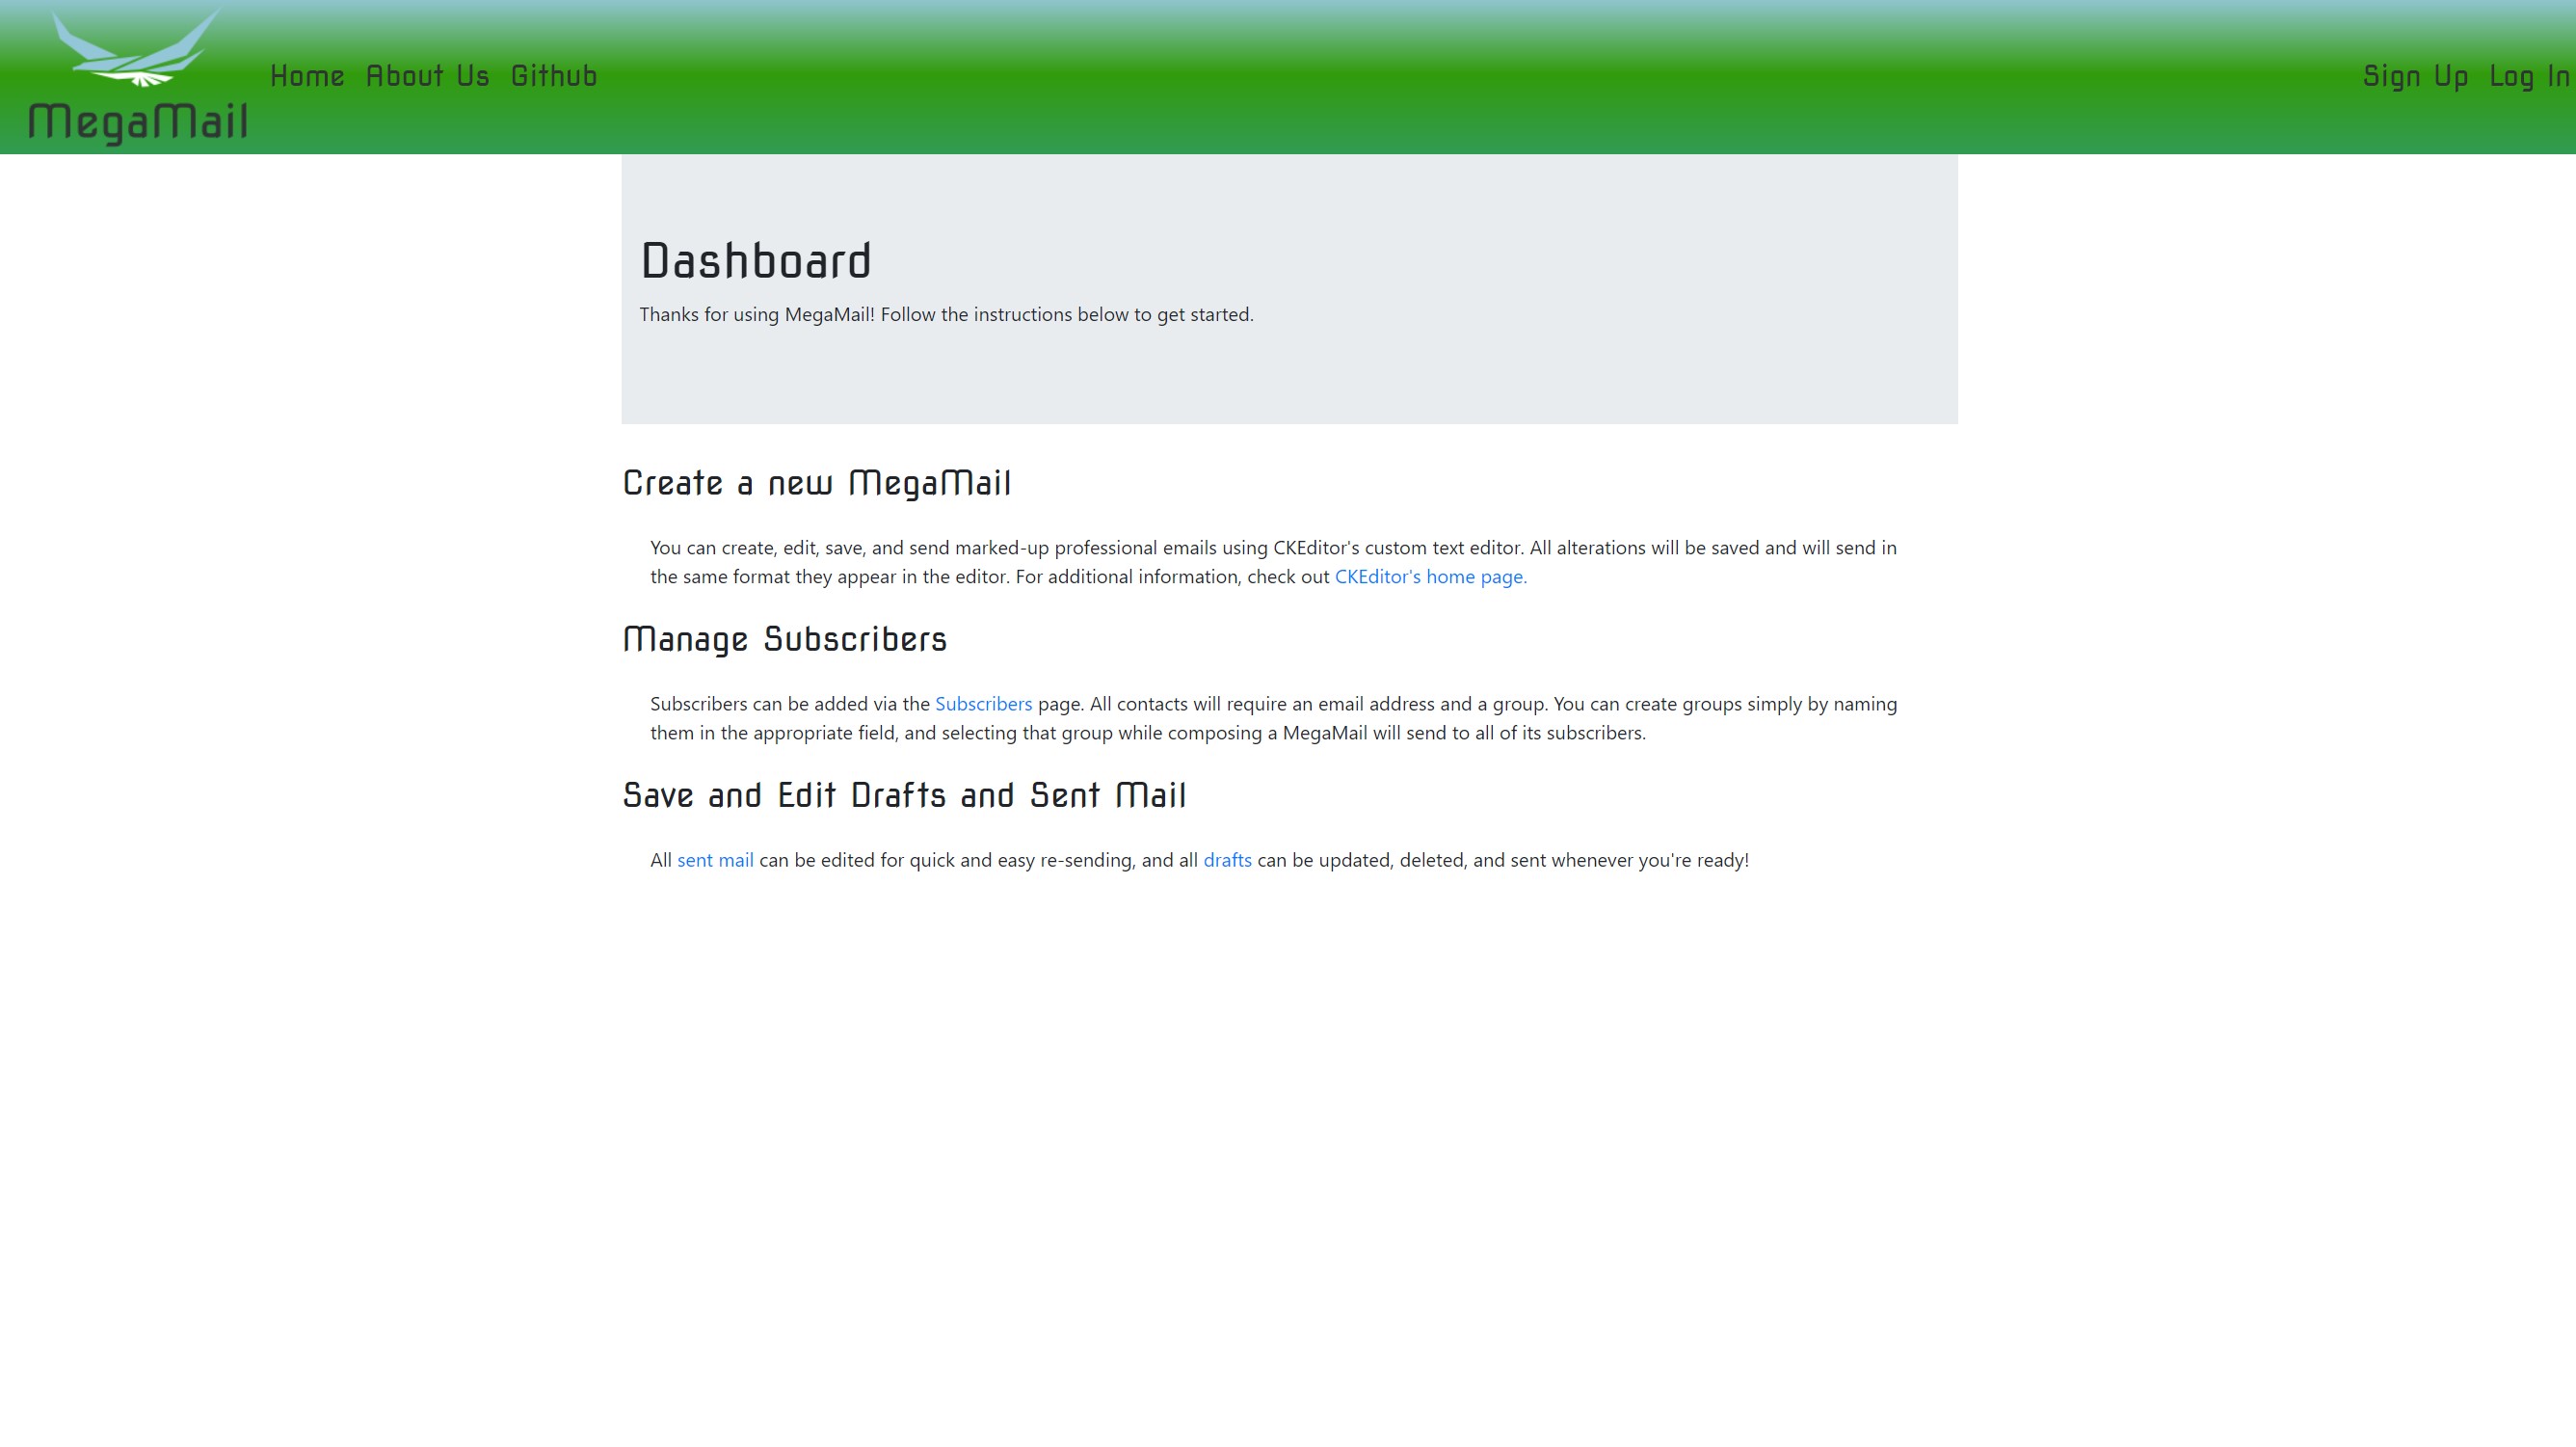 MegaMail
Home About Us Github
Sign Up Log In
Dashboard
Thanks for using MegaMail! Follow the instructions below to get started.
Create a new MegaMail
You can create, edit, save, and send marked-up professional emails using CKEditor's custom text editor. All alterations will be saved and will send in
the same format they appear in the editor. For additional information, check out CKEditor's home page.
Manage Subscribers
Subscribers can be added via the Subscribers page. All contacts will require an email address and a group. You can create groups simply by naming
them in the appropriate field, and selecting that group while composing a MegaMail will send to all of its subscribers.
Save and Edit Drafts and Sent Mail
All sent mail can be edited for quick and easy re-sending, and all drafts can be updated, deleted, and sent whenever you're ready!